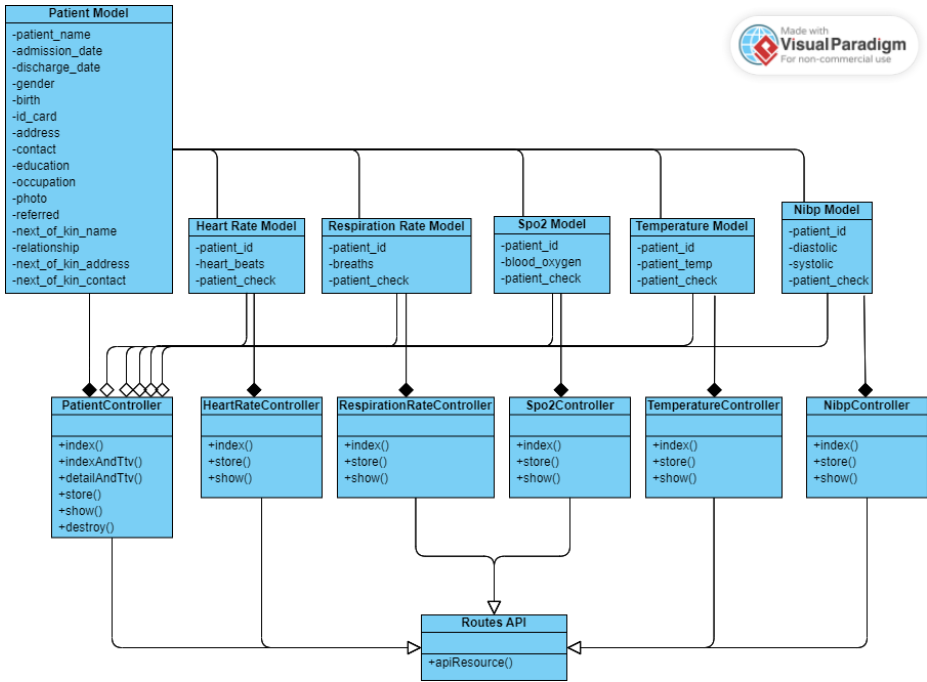 Patient Model
-patient_name
-admission_date
-discharge_date
-gender
-birth
-id_card
-address
-contact
-education
-occupation
-photo
-referred
-next_of_kin_name
-relationship
-next_of_kin_address
-next_of_kin_contact
Made with
Visual Paradigm
For non-commercial use
Heart Rate Model
-patient_id
-heart_beats
-patient_check
Respiration Rate Model
-patient_id
-breaths
-patient_check
Spo2 Model
-patient_id
-blood_oxygen
-patient_check
Temperature Model
-patient_id
-patient_temp
-patient_check
Nibp Model
-patient_id
-diastolic
-systolic
-patient_check
PatientController
+index()
+indexAndTtv()
+detailAndTtv()
+store()
+show()
+destroy()
HeartRateController
+index()
+store()
+show()
RespirationRateController
+index()
+store()
+show()
Spo2Controller
+index()
+store()
+show()
TemperatureController
+index()
+store()
+show()
NibpController
+index()
+store()
+show()
Routes API
+apiResource()